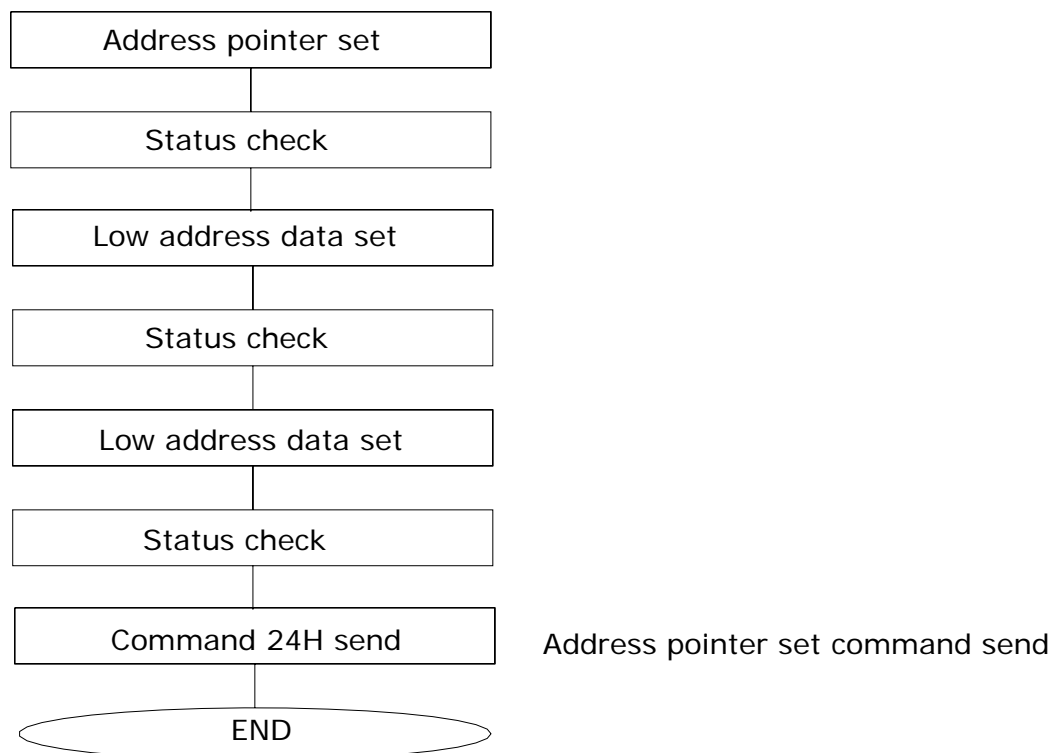 Address pointer set
Status check
Low address data set
Status check
Low address data set
Status check
Command 24H send
Address pointer set command send
END